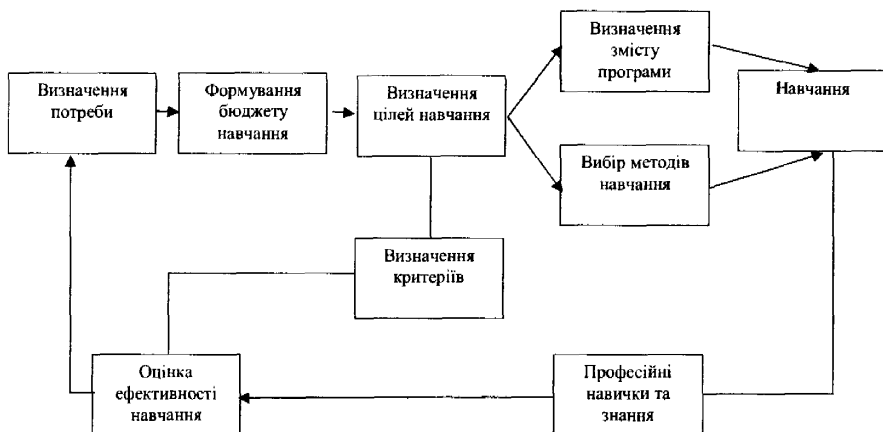 Визначення
потреби
Формування
бюджету
навчання
Визначення
цілей навчання
Визначення
змісту
програми
Вибір методів
навчання
Навчання
Визначення
критеріїв
Оцінка
ефективності
навчання
Професійні
навички та
знання